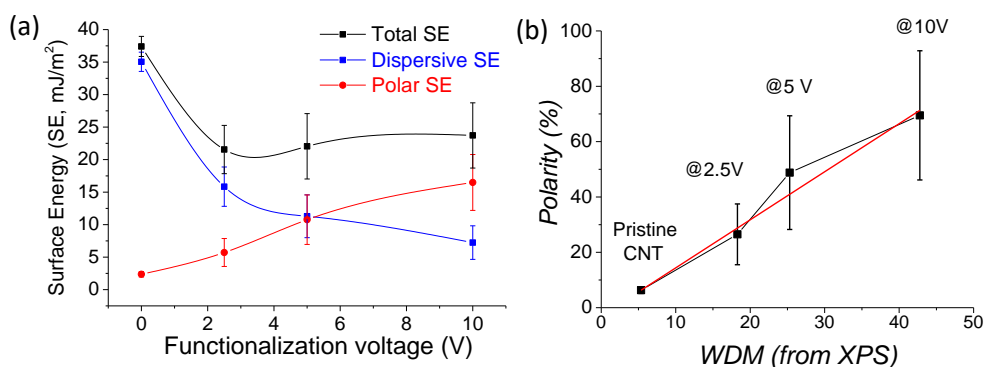 (a)
Surface Energy (SE, mJ/m²)
40
35
30
25
20
15
10
5
0
Total SE
Dispersive SE
Polar SE
0 2 4 6 8 10
Functionalization voltage (V)
(b)
Polarity (%)
100
80
60
40
20
0
@10V
@5 V
@2.5V
Pristine
CNT
0 10 20 30 40 50
WDM (from XPS)